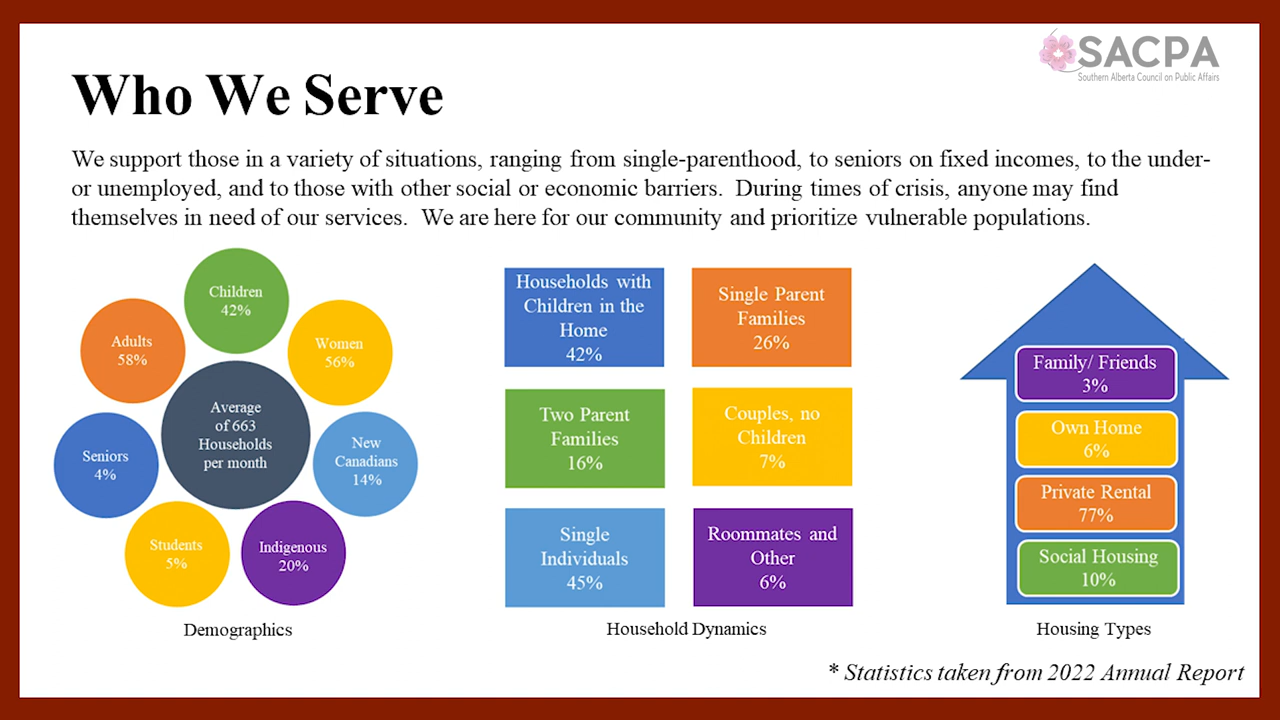 SACPA
Southern Alberta Council on Public Affairs
Who We Serve
We support those in a variety of situations, ranging from single-parenthood, to seniors on fixed incomes, to the under-
or unemployed, and to those with other social or economic barriers.  During times of crisis, anyone may find
themselves in need of our services.  We are here for our community and prioritize vulnerable populations.
Children
42%
Women
56%
New
Canadians
14%
Indigenous
20%
Students
5%
Seniors
4%
Adults
58%
Average
of 663
Households
per month
Demographics
Households with
Children in the
Home
42%
Single Parent
Families
26%
Two Parent
Families
16%
Couples, no
Children
7%
Single
Individuals
45%
Roommates and
Other
6%
Household Dynamics
Family/ Friends
3%
Own Home
6%
Private Rental
77%
Social Housing
10%
Housing Types
* Statistics taken from 2022 Annual Report